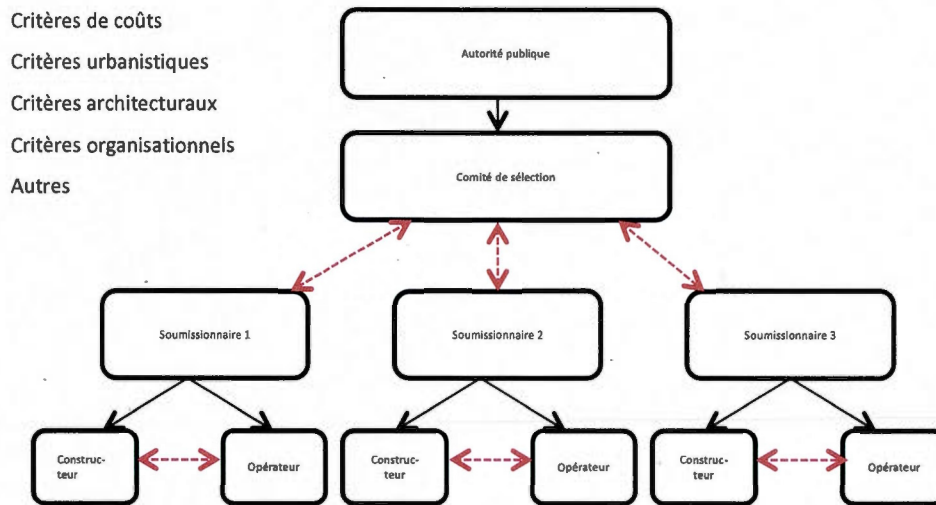 Critères de coûts
Critères urbanistiques
Critères architecturaux
Critères organisationnels
Autres
Autorité publique
Comité de sélection
Soumissionnaire 1
Soumissionnaire 2
Soumissionnaire 3
Construc-
teur
Opérateur
Construc-
teur
Opérateur
Construc-
teur
Opérateur